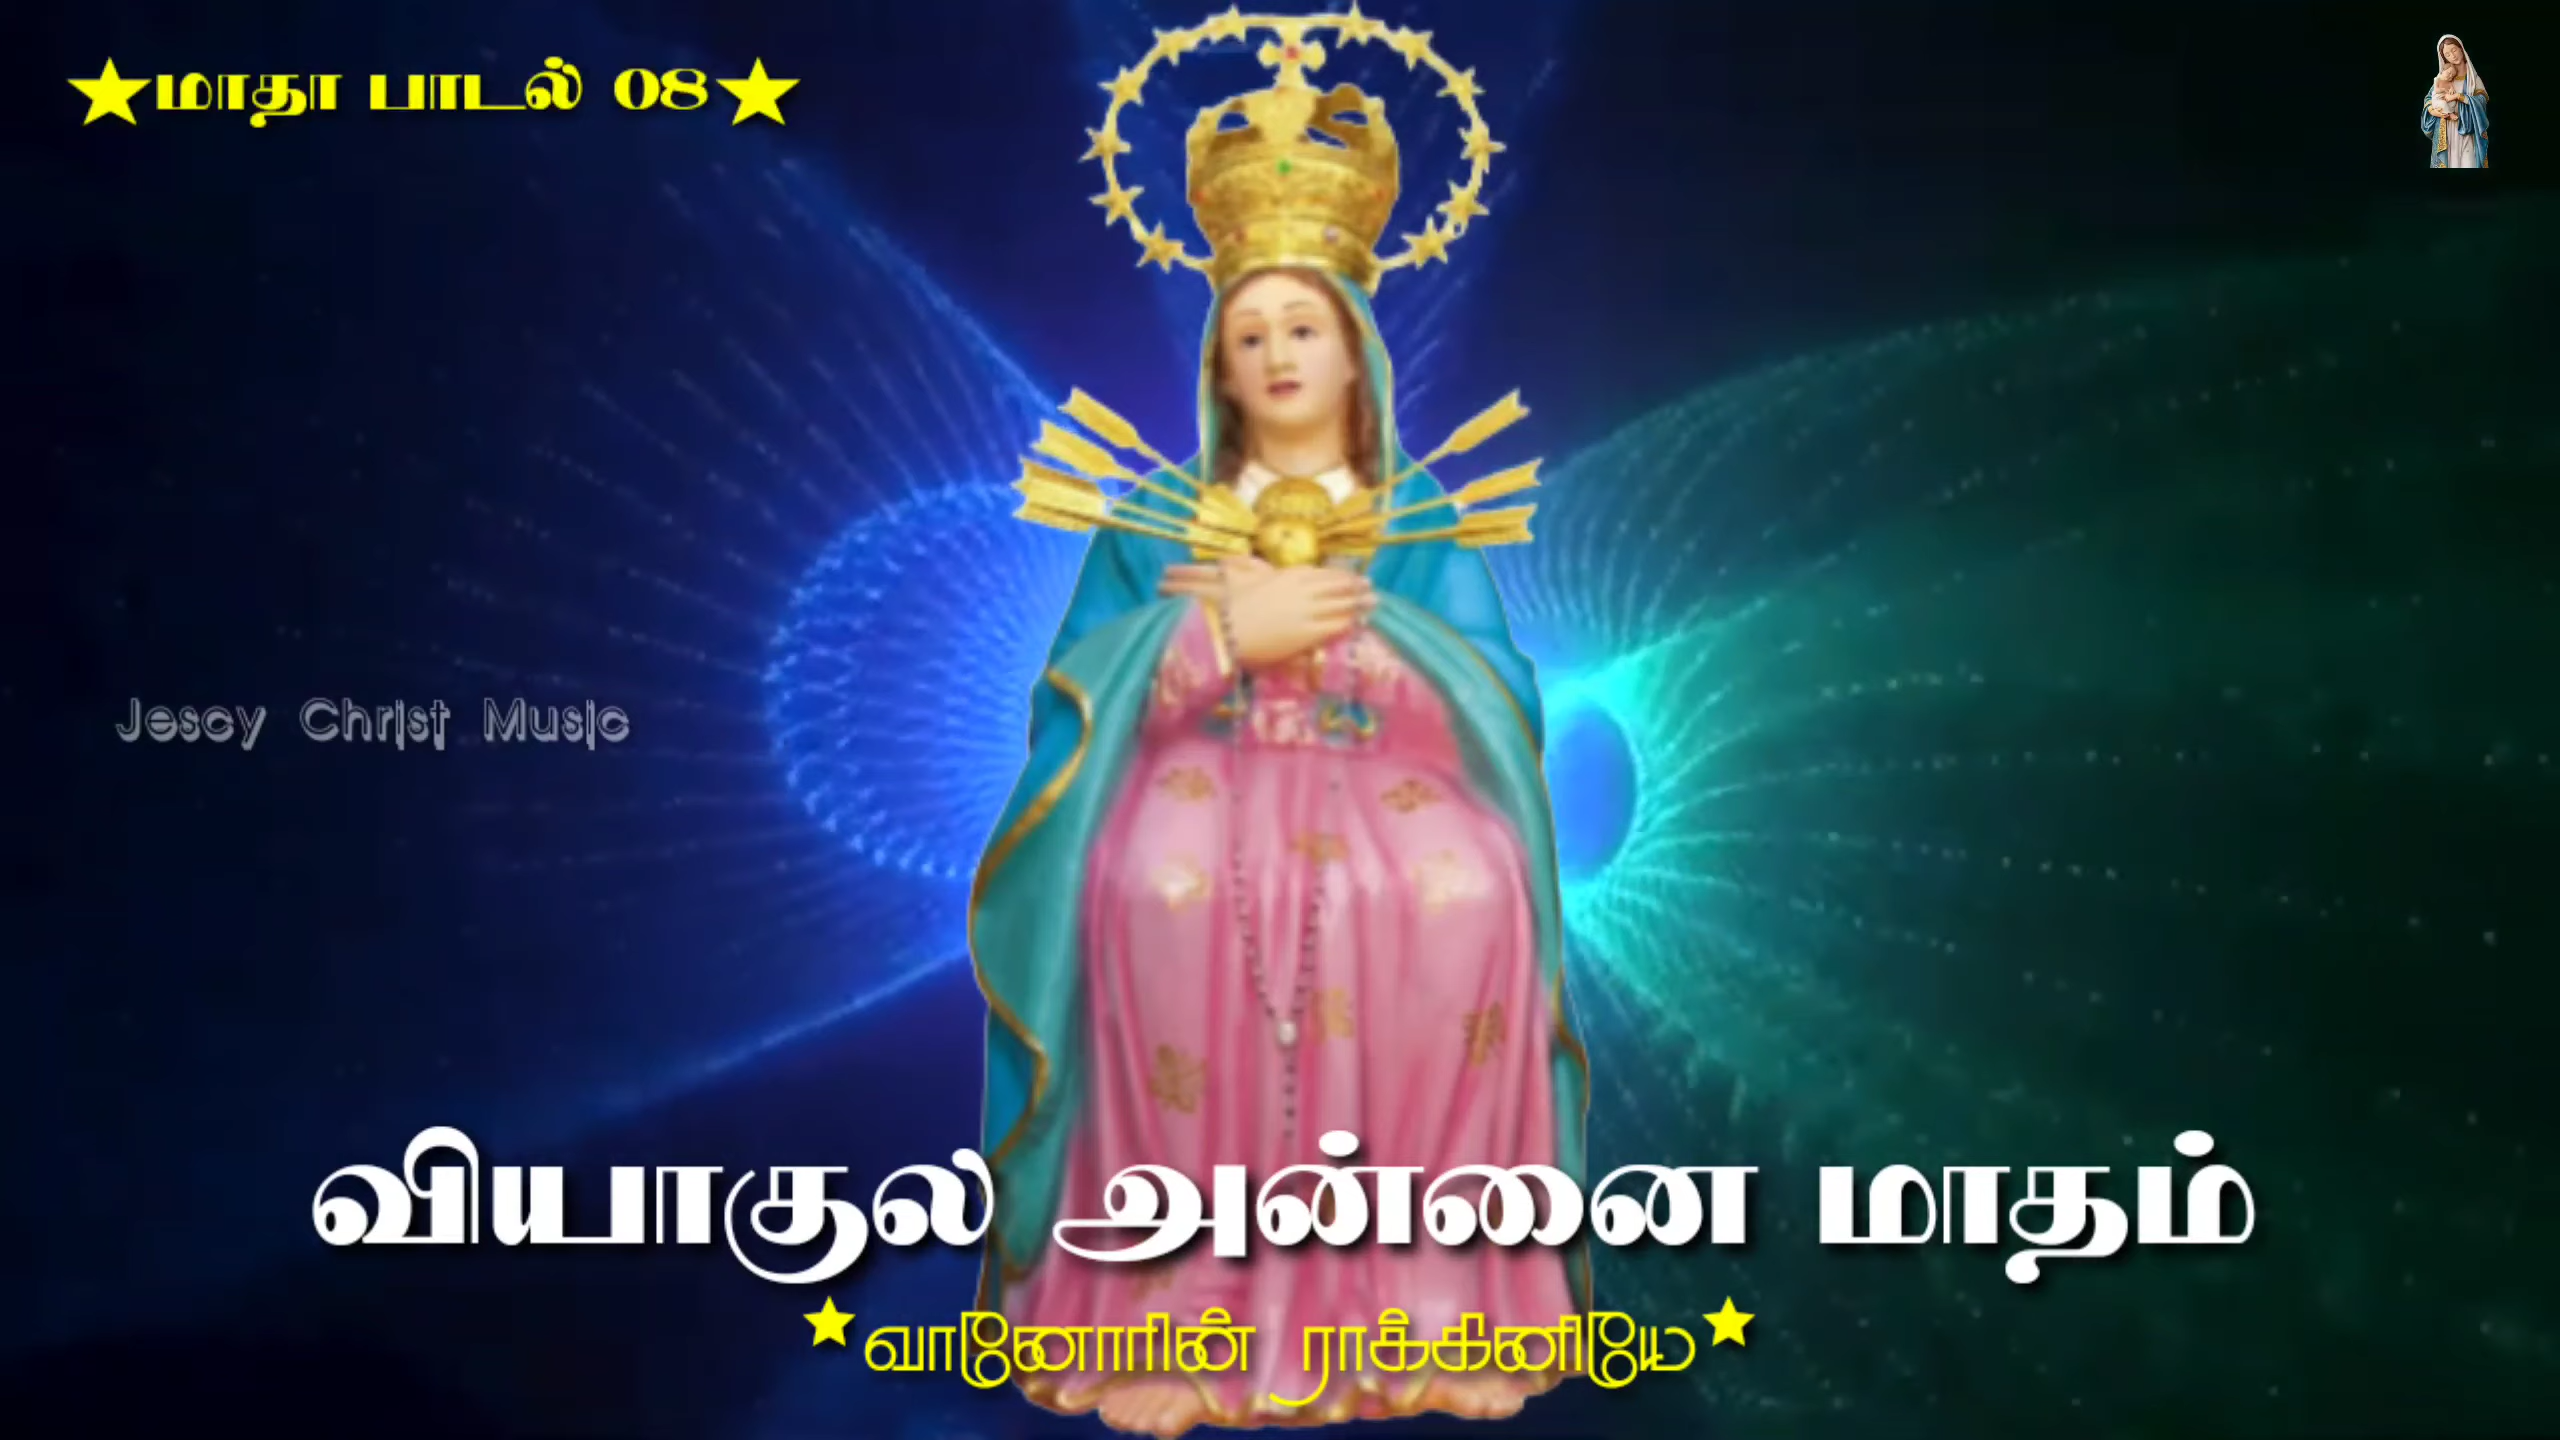 ★மாதா பாடல் 08★
Jescy Christ Music
வியாகுல அன்னை மாதம்
★வானோரின் ராக்கினியே★